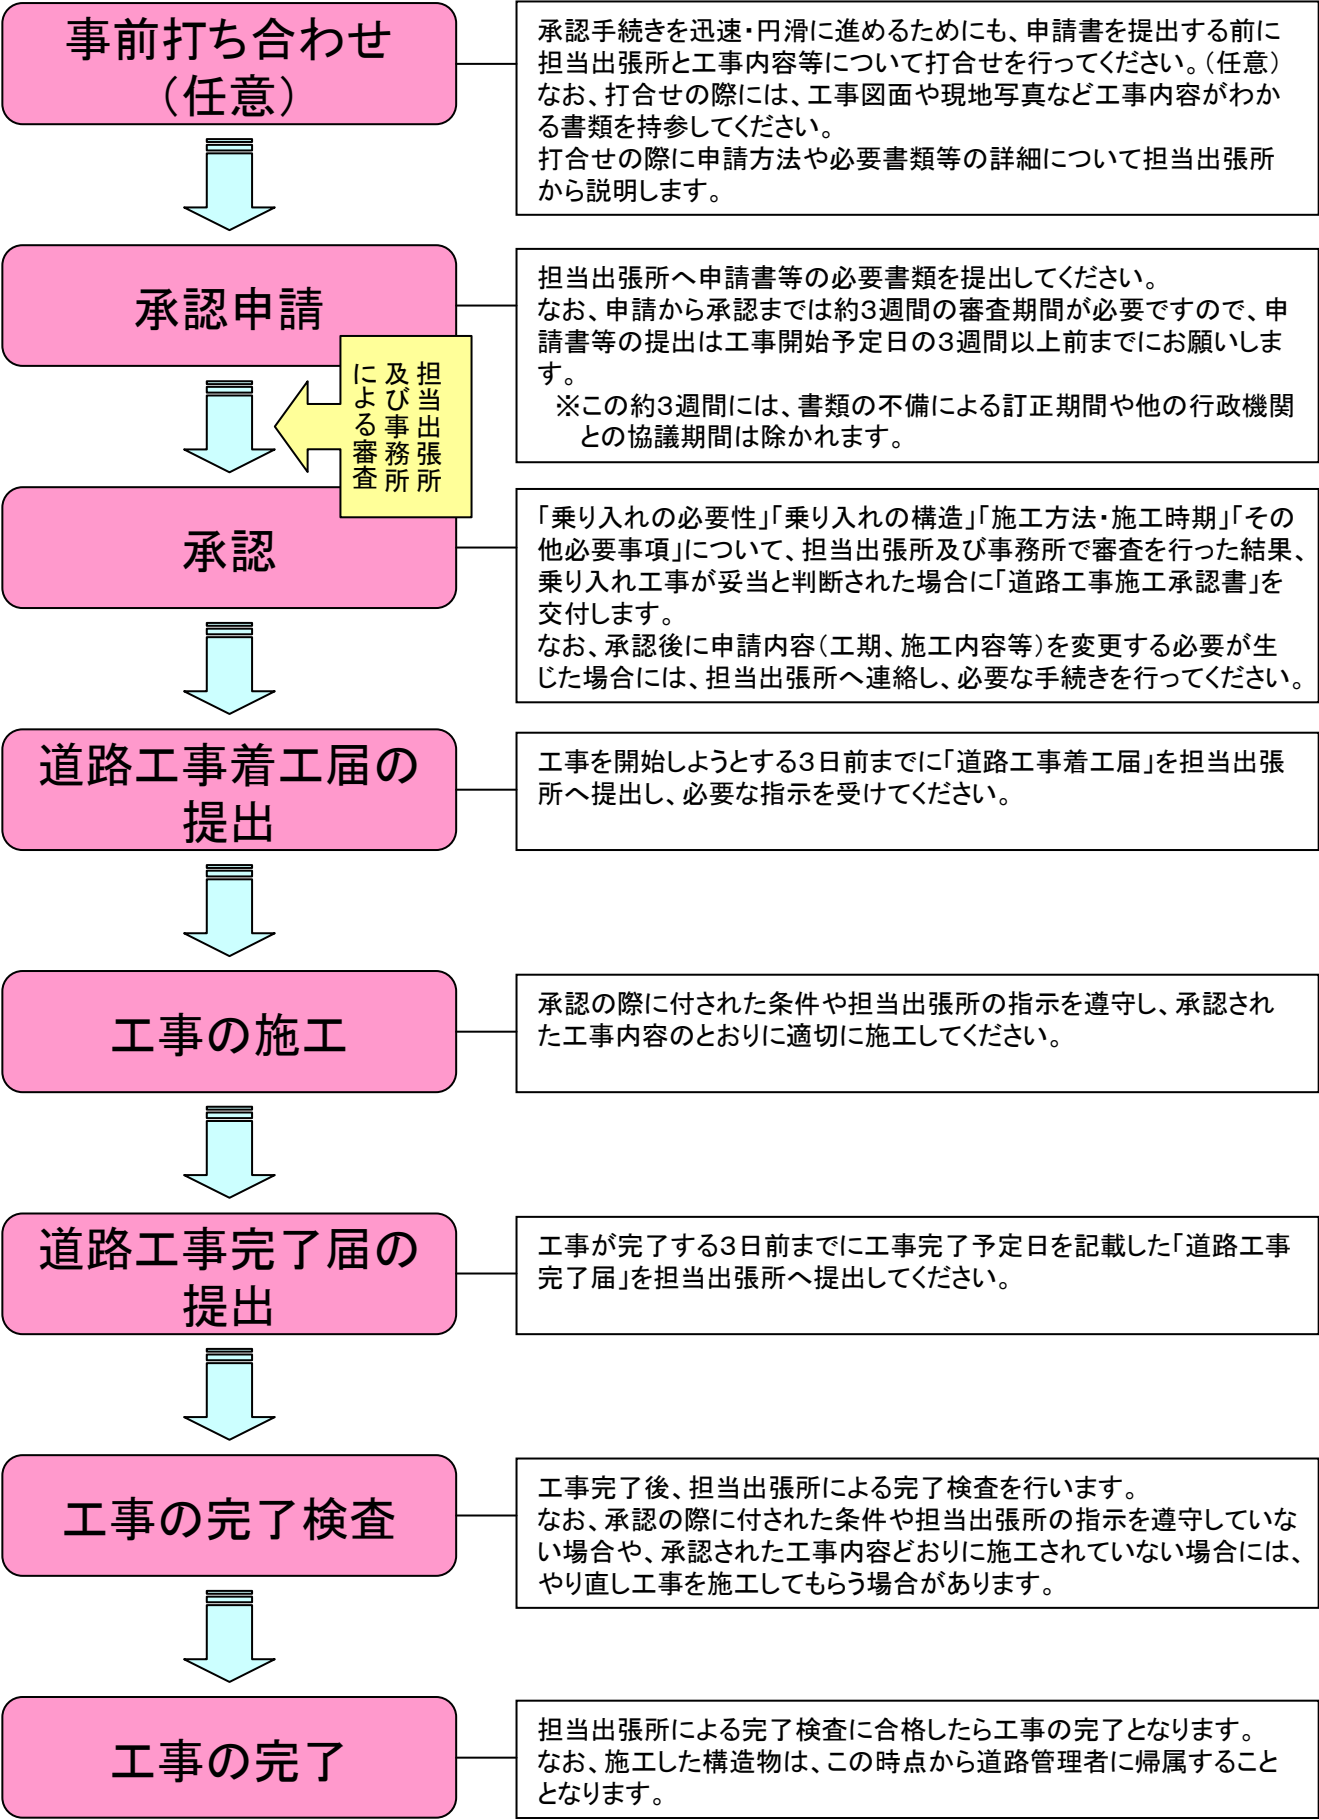 事前打ち合わせ
（任意）
承認手続きを迅速・円滑に進めるためにも、申請書を提出する前に
担当出張所と工事内容等について打合せを行ってください。（任意）
なお、打合せの際には、工事図面や現地写真など工事内容がわか
る書類を持参してください。
打合せの際に申請方法や必要書類等の詳細について担当出張所
から説明します。
承認申請
担当出張所へ申請書等の必要書類を提出してください。
なお、申請から承認までは約3週間の審査期間が必要ですので、申
請書等の提出は工事開始予定日の3週間以上前までにお願いしま
す。
※この約3週間には、書類の不備による訂正期間や他の行政機関
との協議期間は除かれます。
担当出張所
及び事務所
による審査
承認
「乗り入れの必要性」「乗り入れの構造」「施工方法・施工時期」「その
他必要事項」について、担当出張所及び事務所で審査を行った結果、
乗り入れ工事が妥当と判断された場合に「道路工事施工承認書」を
交付します。
なお、承認後に申請内容（工期、施工内容等）を変更する必要が生
じた場合には、担当出張所へ連絡し、必要な手続きを行ってください。
道路工事着工届の
提出
工事を開始しようとする3日前までに「道路工事着工届」を担当出張
所へ提出し、必要な指示を受けてください。
工事の施工
承認の際に付された条件や担当出張所の指示を遵守し、承認され
た工事内容のとおりに適切に施工してください。
道路工事完了届の
提出
工事が完了する3日前までに工事完了予定日を記載した「道路工事
完了届」を担当出張所へ提出してください。
工事の完了検査
工事完了後、担当出張所による完了検査を行います。
なお、承認の際に付された条件や担当出張所の指示を遵守していな
い場合や、承認された工事内容どおりに施工されていない場合には、
やり直し工事を施工してもらう場合があります。
工事の完了
担当出張所による完了検査に合格したら工事の完了となります。
なお、施工した構造物は、この時点から道路管理者に帰属すること
となります。